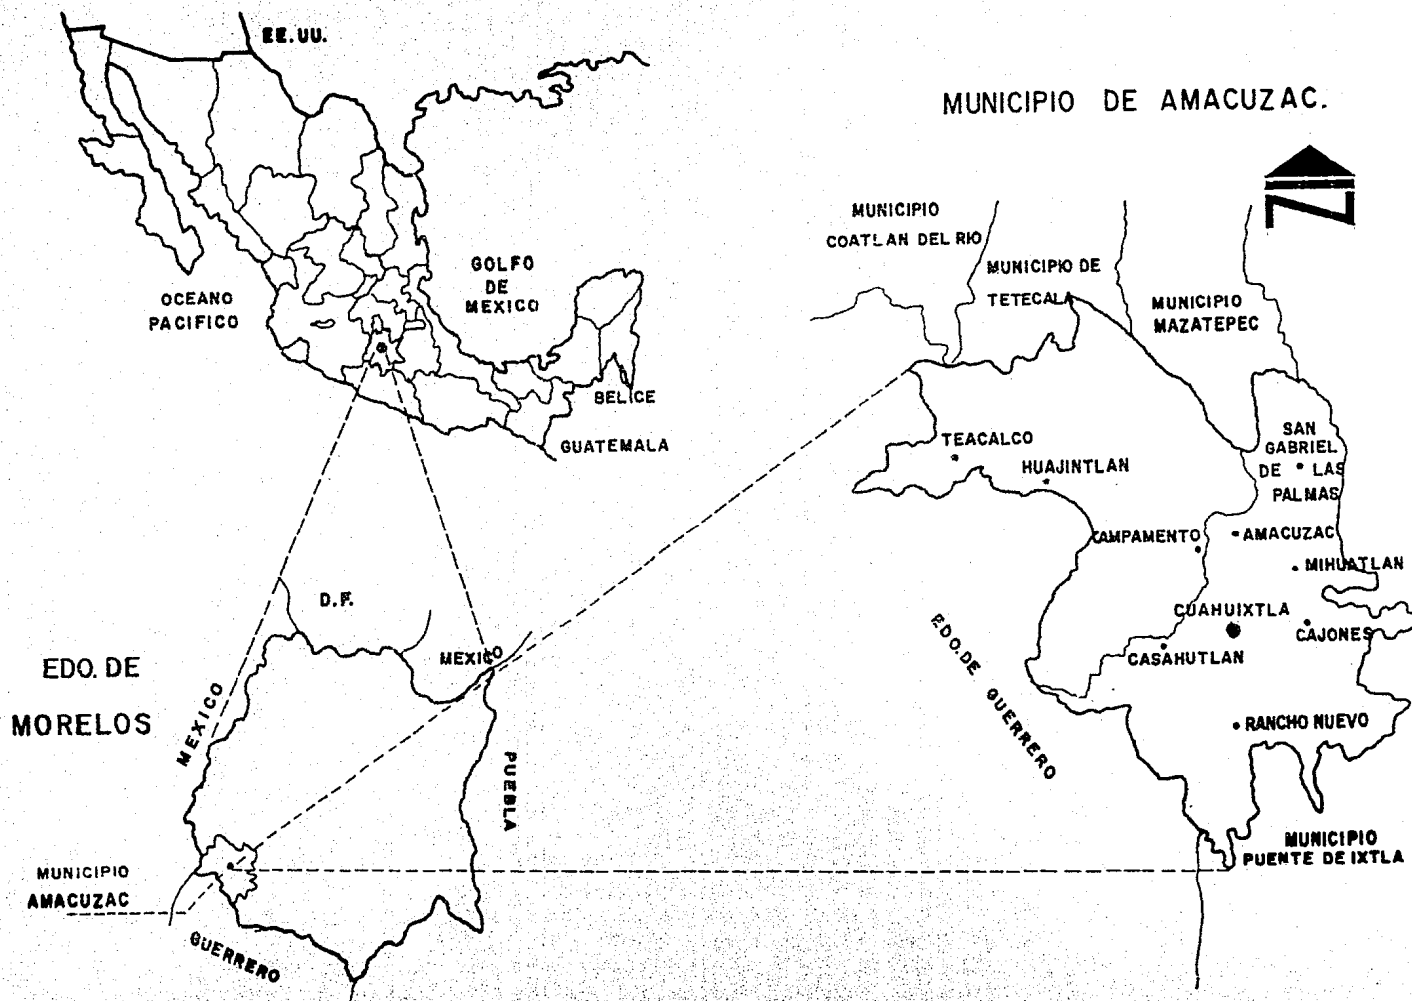 EE.UU.
MUNICIPIO DE AMACUZAC.
N
MUNICIPIO
COATLAN DEL RIO
MUNICIPIO DE
TETECALA
MUNICIPIO
MAZATEPEC
GOLFO
DE
MEXICO
OCEANO
PACIFICO
BELICE
GUATEMALA
SAN
GABRIEL
DE LAS
PALMAS
TEACALCO
HUAJINTLAN
CAMPAMENTO
AMACUZAC
MIHUATLAN
CUAHUIXTLA
CAJONES
CASAHUTLAN
RANCHO NUEVO
EDO. DE GUERRERO
MUNICIPIO
PUENTE DE IXTLA
D.F.
MEXICO
EDO. DE
MORELOS
MEXICO
PUEBLA
MUNICIPIO
AMACUZAC
GUERRERO